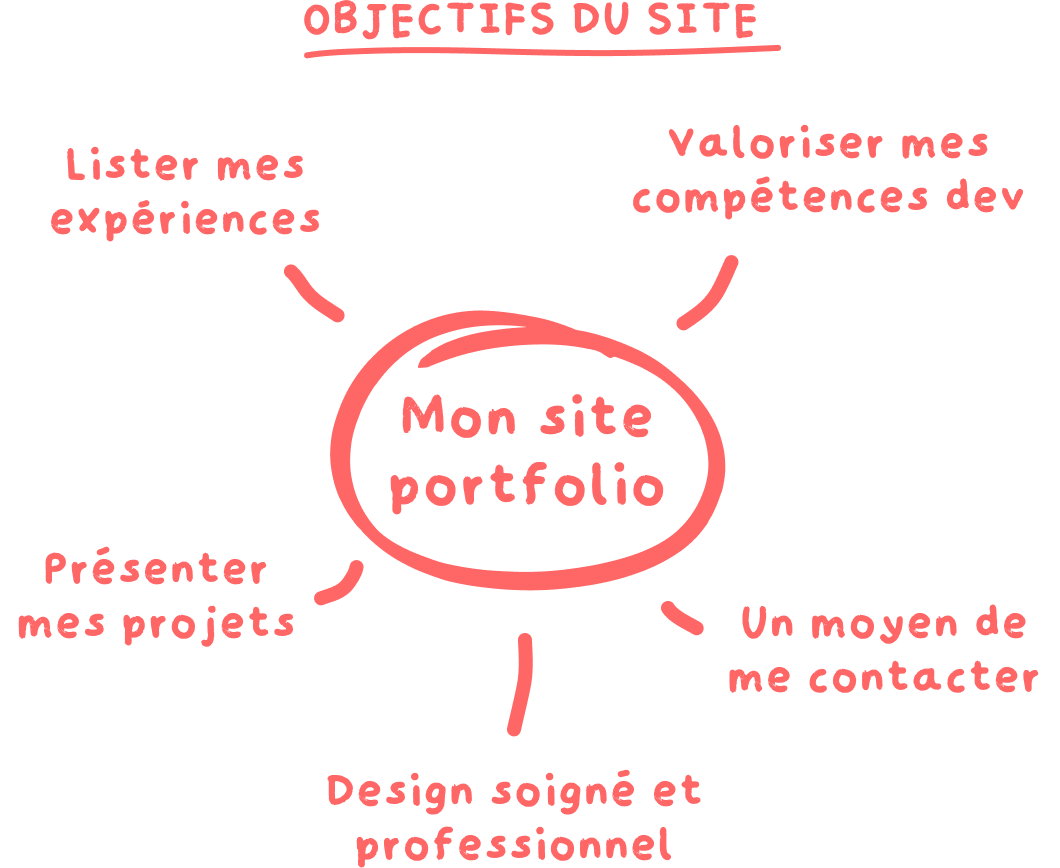 OBJECTIFS DU SITE
Lister mes
expériences
Valoriser mes
compétences dev
Mon site
portfolio
Présenter
mes projets
Un moyen de
me contacter
Design soigné et
professionnel